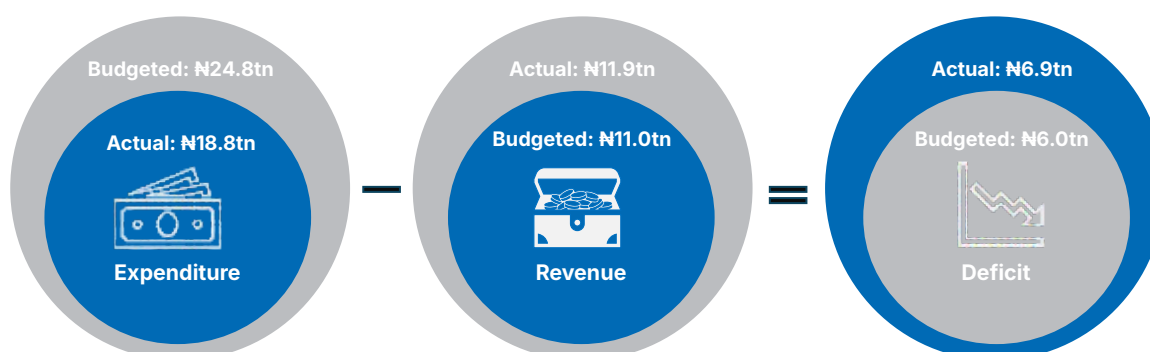 Budgeted: ₦24.8tn
Actual: ₦18.8tn
Expenditure
Actual: ₦11.9tn
Budgeted: ₦11.0tn
Revenue
Actual: ₦6.9tn
Budgeted: ₦6.0tn
Deficit